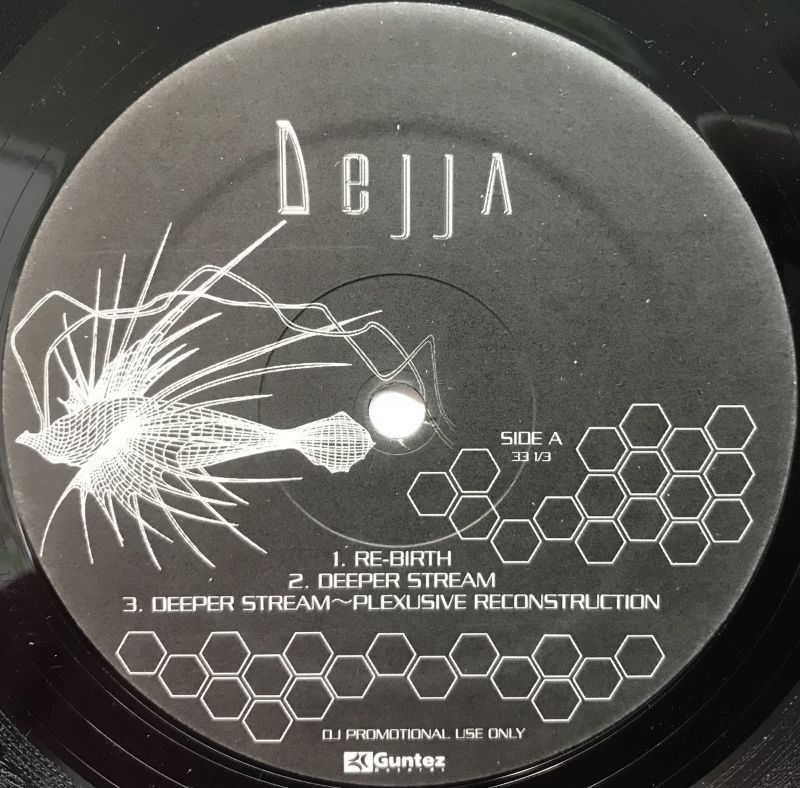 Dejja
SIDE A
33 1/3
1. RE-BIRTH
2. DEEPER STREAM
3. DEEPER STREAM～PLEXUSIVE RECONSTRUCTION
DJ PROMOTIONAL USE ONLY
Guntez